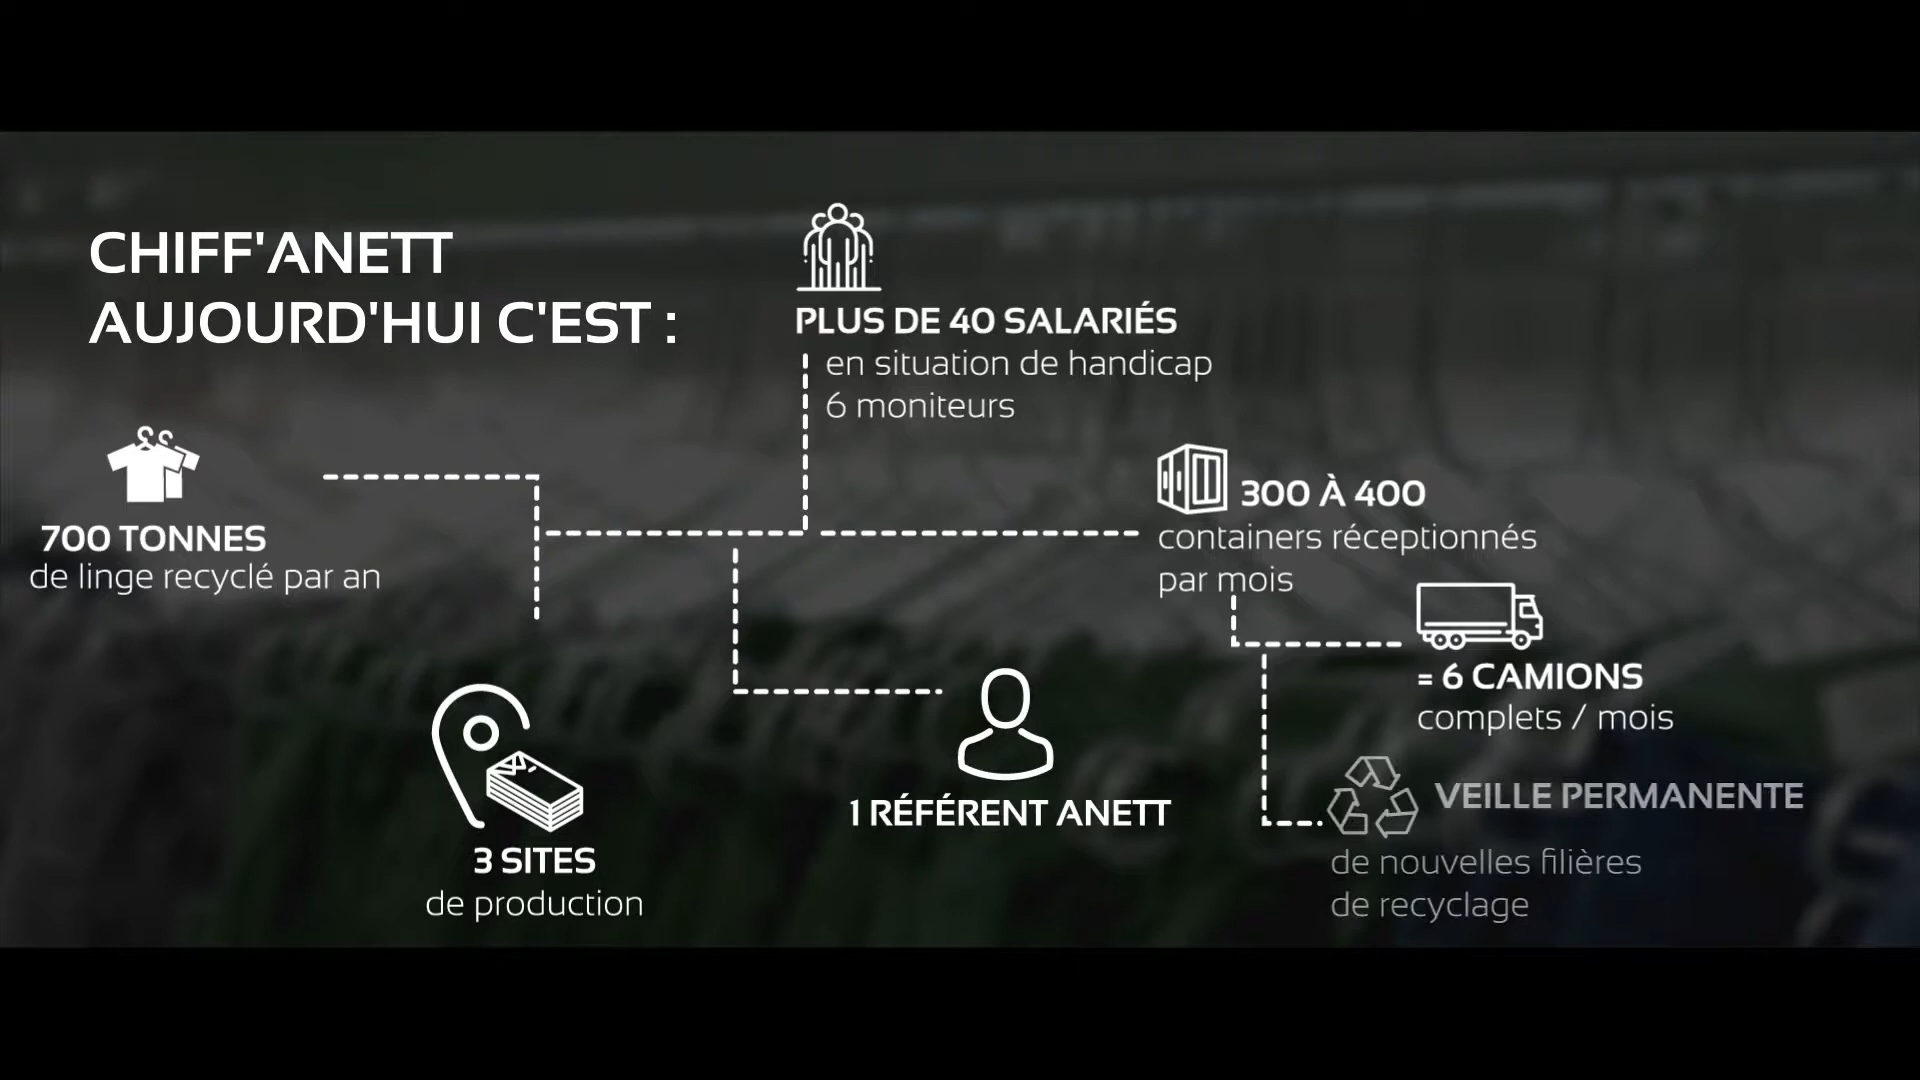 CHIFF'ANETT
AUJOURD'HUI C'EST :
PLUS DE 40 SALARIÉS
en situation de handicap
6 moniteurs
700 TONNES
de linge recyclé par an
300 À 400
containers réceptionnés
par mois
= 6 CAMIONS
complets / mois
3 SITES
de production
1 RÉFÉRENT ANETT
VEILLE PERMANENTE
de nouvelles filières
de recyclage